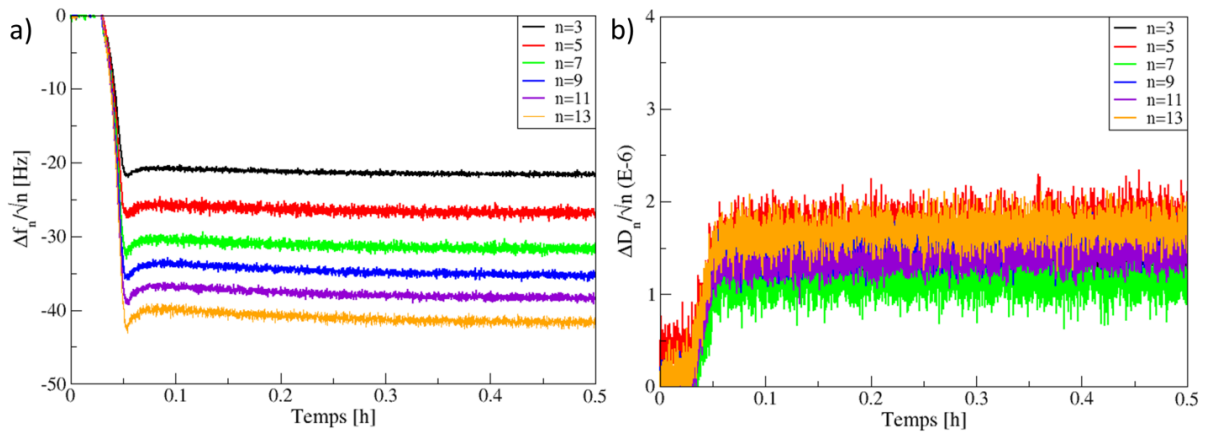 a)
0
-10
-20
-30
-40
-50
Δf_n/√n [Hz]
n=3
n=5
n=7
n=9
n=11
n=13
0
0.1
0.2
0.3
0.4
0.5
Temps [h]
b)
4
3
2
1
0
ΔD_n/√n (E-6)
n=3
n=5
n=7
n=9
n=11
n=13
0
0.1
0.2
0.3
0.4
0.5
Temps [h]